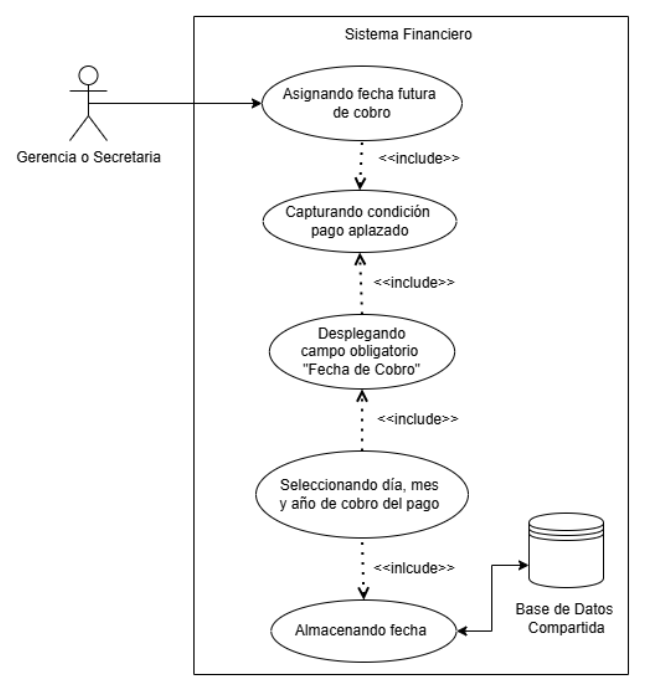 Sistema Financiero
Asignando fecha futura
de cobro
Gerencia o Secretaria
<<include>>
Capturando condición
pago aplazado
<<include>>
Desplegando
campo obligatorio
"Fecha de Cobro"
<<include>>
Seleccionando día, mes
y año de cobro del pago
<<inlcude>>
Base de Datos
Compartida
Almacenando fecha